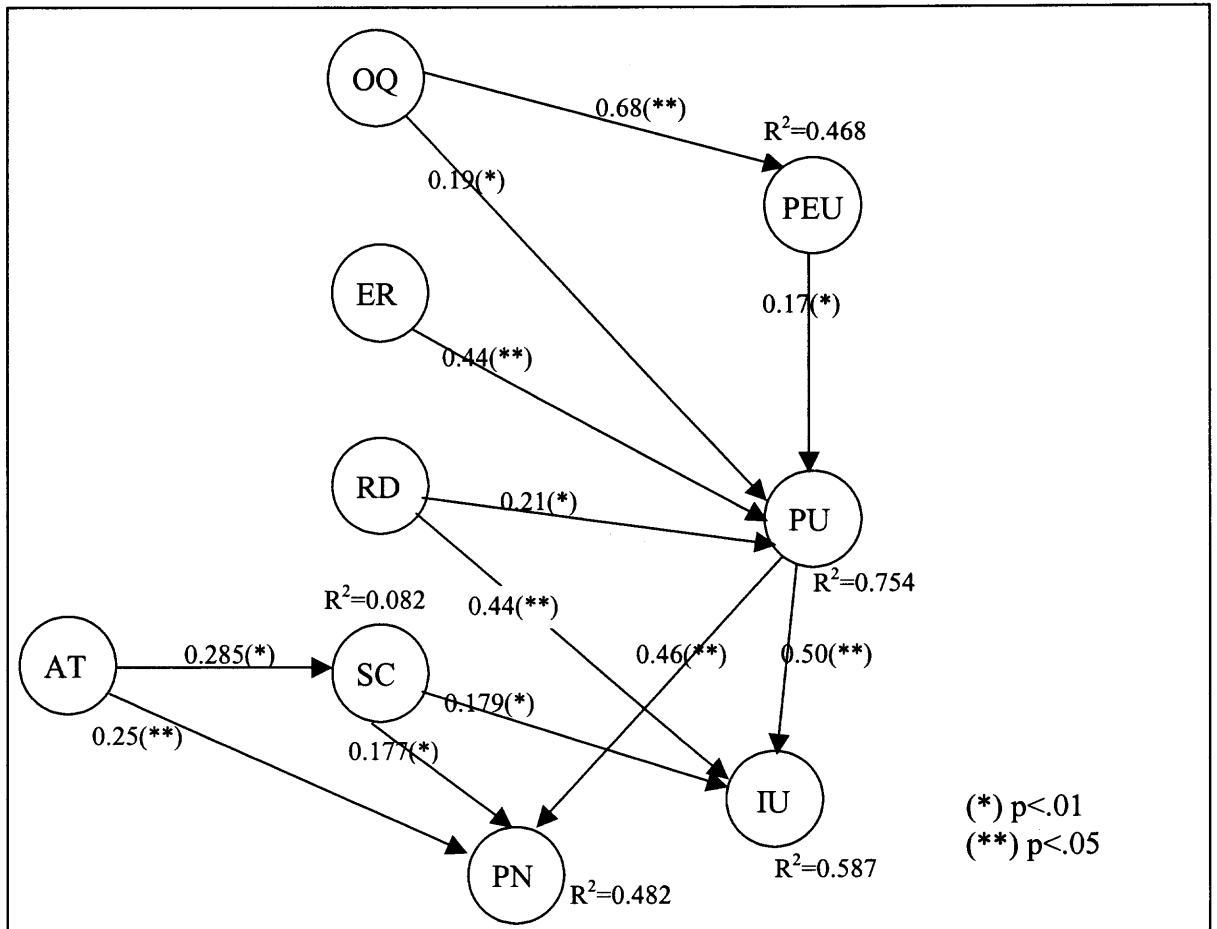 OQ
0.68(**)
R²=0.468
0.19(*)
PEU
ER
0.17(*)
0.44(**)
RD
0.21(*)
PU
R²=0.754
R²=0.082
0.44(**)
AT
0.285(*)
SC
0.46(**)
0.50(**)
0.179(*)
0.25(**)
0.177(*)
IU
(*) p<.01
(**) p<.05
R²=0.587
PN
R²=0.482